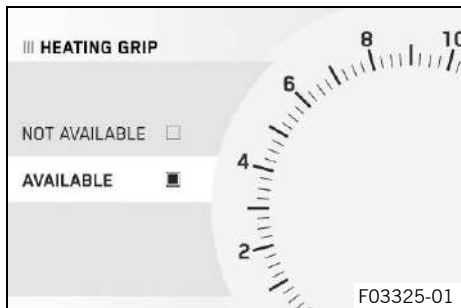 HEATING GRIP
NOT AVAILABLE
AVAILABLE
2
4
6
8
10
F03325-01